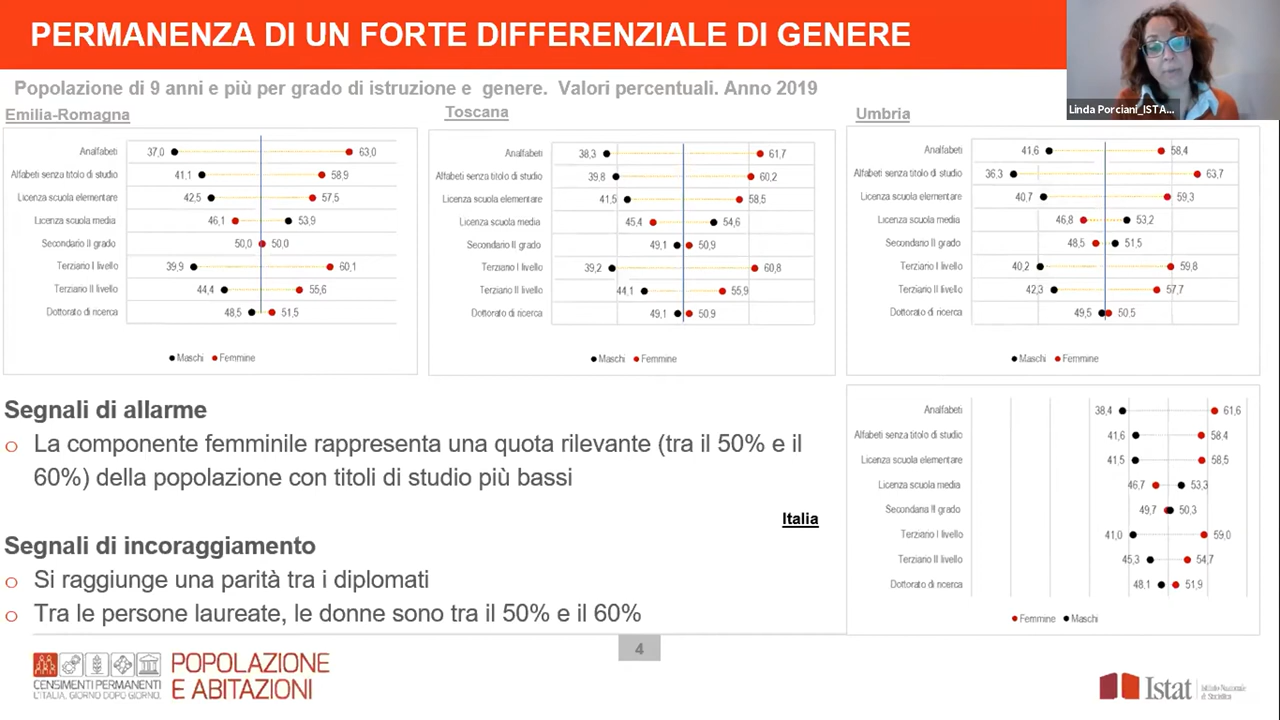 PERMANENZA DI UN FORTE DIFFERENZIALE DI GENERE
Linda Porciani_ISTA...
Popolazione di 9 anni e più per grado di istruzione e genere. Valori percentuali. Anno 2019
Emilia-Romagna
Analfabeti 37,0 63,0
Alfabeti senza titolo di studio 41,1 58,9
Licenza scuola elementare 42,5 57,5
Licenza scuola media 46,1 53,9
Secondario II grado 50,0 50,0
Terziario I livello 39,9 60,1
Terziario II livello 44,4 55,6
Dottorato di ricerca 48,5 51,5
Maschi Femmine
Toscana
Analfabeti 38,3 61,7
Alfabeti senza titolo di studio 39,8 60,2
Licenza scuola elementare 41,5 58,5
Licenza scuola media 45,4 54,6
Secondario II grado 49,1 50,9
Terziario I livello 39,2 60,8
Terziario II livello 44,1 55,9
Dottorato di ricerca 49,1 50,9
Maschi Femmine
Umbria
Analfabeti 41,6 58,4
Alfabeti senza titolo di studio 36,3 63,7
Licenza scuola elementare 40,7 59,3
Licenza scuola media 46,8 53,2
Secondario II grado 48,5 51,5
Terziario I livello 40,2 59,8
Terziario II livello 42,3 57,7
Dottorato di ricerca 49,5 50,5
Maschi Femmine
Segnali di allarme
o La componente femminile rappresenta una quota rilevante (tra il 50% e il
60%) della popolazione con titoli di studio più bassi
Segnali di incoraggiamento
o Si raggiunge una parità tra i diplomati
o Tra le persone laureate, le donne sono tra il 50% e il 60%
Italia
Analfabeti 38,4 61,6
Alfabeti senza titolo di studio 41,6 58,4
Licenza scuola elementare 41,5 58,5
Licenza scuola media 46,7 53,3
Secondaria II grado 49,7 50,3
Terziario I livello 41,0 59,0
Terziario II livello 45,3 54,7
Dottorato di ricerca 48,1 51,9
Femmine Maschi
4
CENSIMENTI PERMANENTI
L'ITALIA, GIORNO DOPO GIORNO.
POPOLAZIONE
E ABITAZIONI
Istat
Istituto Nazionale
di Statistica